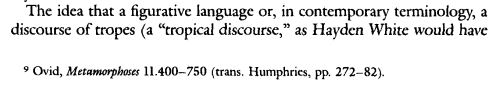 The idea that a figurative language or, in contemporary terminology, a
discourse of tropes (a “tropical discourse,” as Hayden White would have
9 Ovid, Metamorphoses 11.400–750 (trans. Humphries, pp. 272–82).